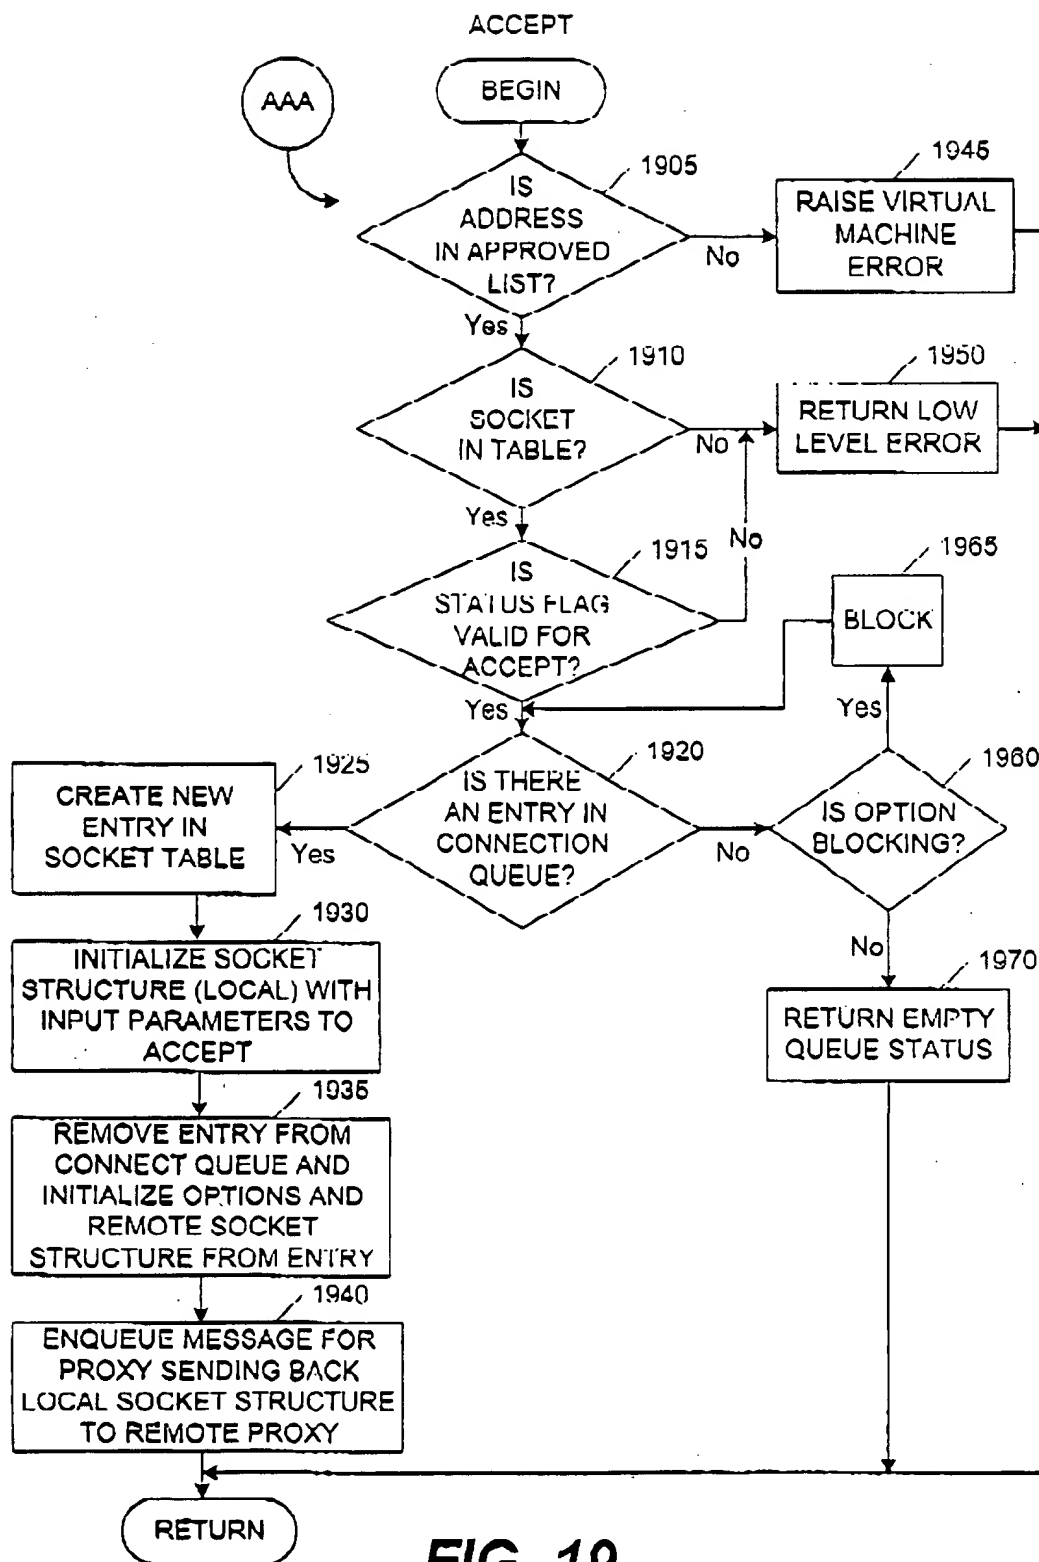 ACCEPT
AAA
BEGIN
1905
IS
ADDRESS
IN APPROVED
LIST?
No
1945
RAISE VIRTUAL
MACHINE
ERROR
Yes
1910
IS
SOCKET
IN TABLE?
No
1950
RETURN LOW
LEVEL ERROR
Yes
1915
IS
STATUS FLAG
VALID FOR
ACCEPT?
No
1965
BLOCK
Yes
Yes
1920
IS THERE
AN ENTRY IN
CONNECTION
QUEUE?
No
1960
IS OPTION
BLOCKING?
Yes
1925
CREATE NEW
ENTRY IN
SOCKET TABLE
No
1970
RETURN EMPTY
QUEUE STATUS
1930
INITIALIZE SOCKET
STRUCTURE (LOCAL) WITH
INPUT PARAMETERS TO
ACCEPT
1935
REMOVE ENTRY FROM
CONNECT QUEUE AND
INITIALIZE OPTIONS AND
REMOTE SOCKET
STRUCTURE FROM ENTRY
1940
ENQUEUE MESSAGE FOR
PROXY SENDING BACK
LOCAL SOCKET STRUCTURE
TO REMOTE PROXY
RETURN
FIG. 19